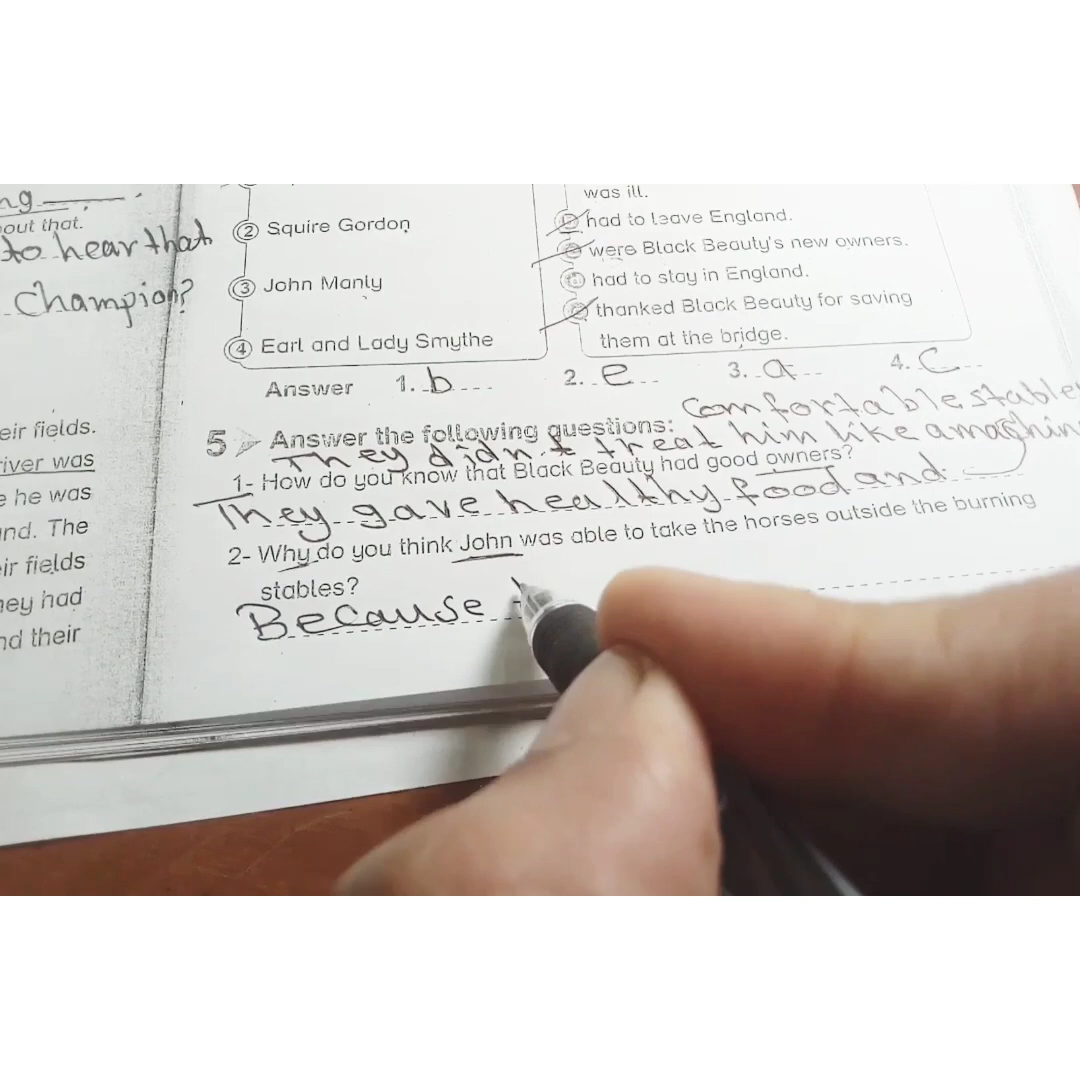 ng
out that.
to hear that
Champion?
eir fields.
iver was
e he was
nd. The
eir fields
hey had
nd their
was ill.
2 Squire Gordon
had to leave England.
were Black Beauty's new owners.
3 John Manly
had to stay in England.
thanked Black Beauty for saving
4 Earl and Lady Smythe
them at the bridge.
Answer 1. b 2. e 3. a 4. c
Comfortable stable
5 Answer the following questions:
They didn't treat him like a
1- How do you know that Black Beauty had good owners?
They gave healthy food and
2- Why do you think John was able to take the horses outside the burning
stables?
Because